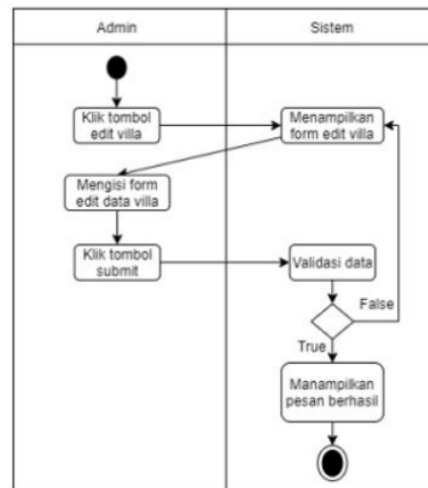 Admin
Sistem
Klik tombol
edit villa
Menampilkan
form edit villa
Mengisi form
edit data villa
Klik tombol
submit
Validasi data
False
True
Manampilkan
pesan berhasil